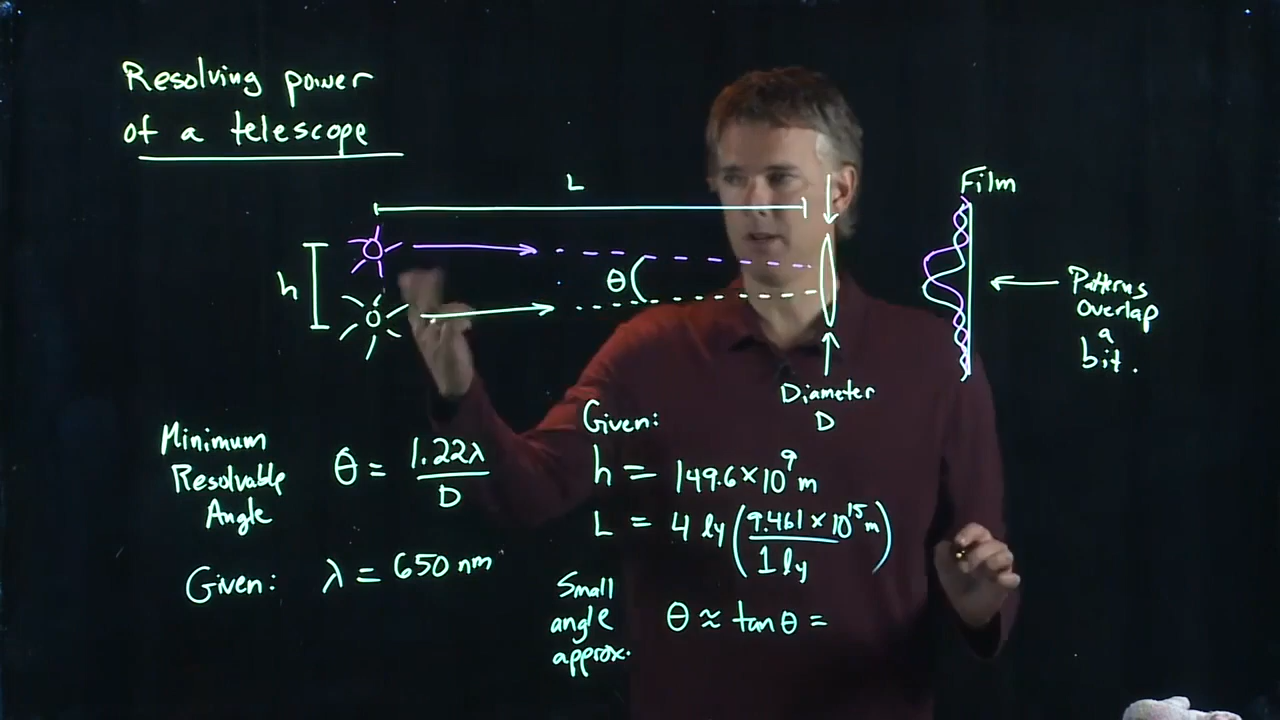 Resolving power
of a telescope
L
Film
h
θ
Patterns
overlap
a
bit.
Diameter
D
Minimum
Resolvable
Angle
θ = 1.22λ / D
Given: λ = 650 nm
Given:
h = 149.6 × 10⁹ m
L = 4 ly (9.461 × 10¹⁵ m / 1 ly)
Small
angle
approx.
θ ≈ tan θ =